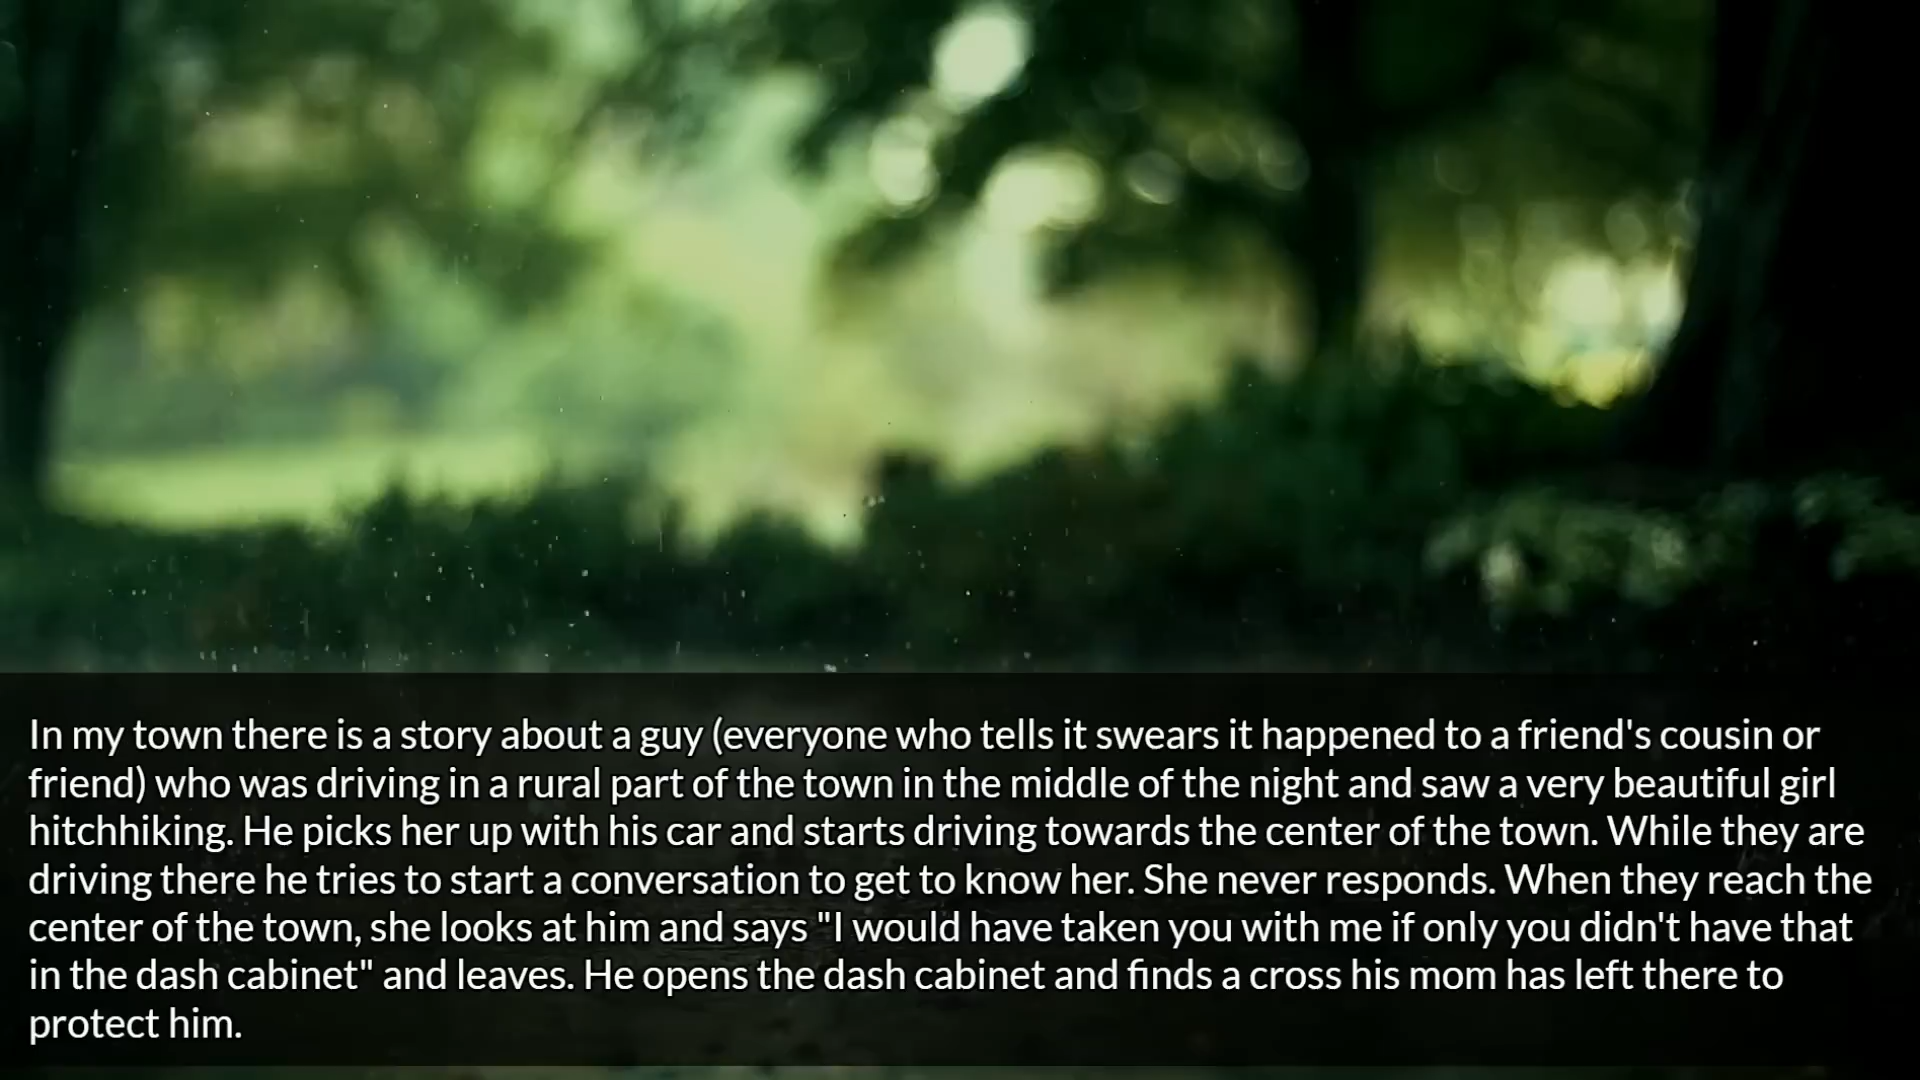 In my town there is a story about a guy (everyone who tells it swears it happened to a friend's cousin or
friend) who was driving in a rural part of the town in the middle of the night and saw a very beautiful girl
hitchhiking. He picks her up with his car and starts driving towards the center of the town. While they are
driving there he tries to start a conversation to get to know her. She never responds. When they reach the
center of the town, she looks at him and says "I would have taken you with me if only you didn't have that
in the dash cabinet" and leaves. He opens the dash cabinet and finds a cross his mom has left there to
protect him.